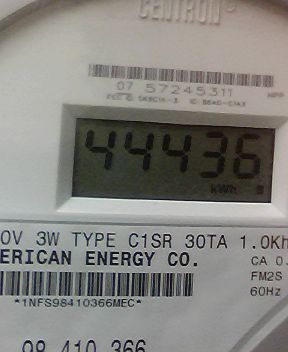 CENTRON
07 57245311
44436
kWh
0V 3W TYPE C1SR 30TA 1.0Kh
ERICAN ENERGY CO.
CA 0.
FM2S
60Hz
*1NFS98410366MEC*
98 410 366